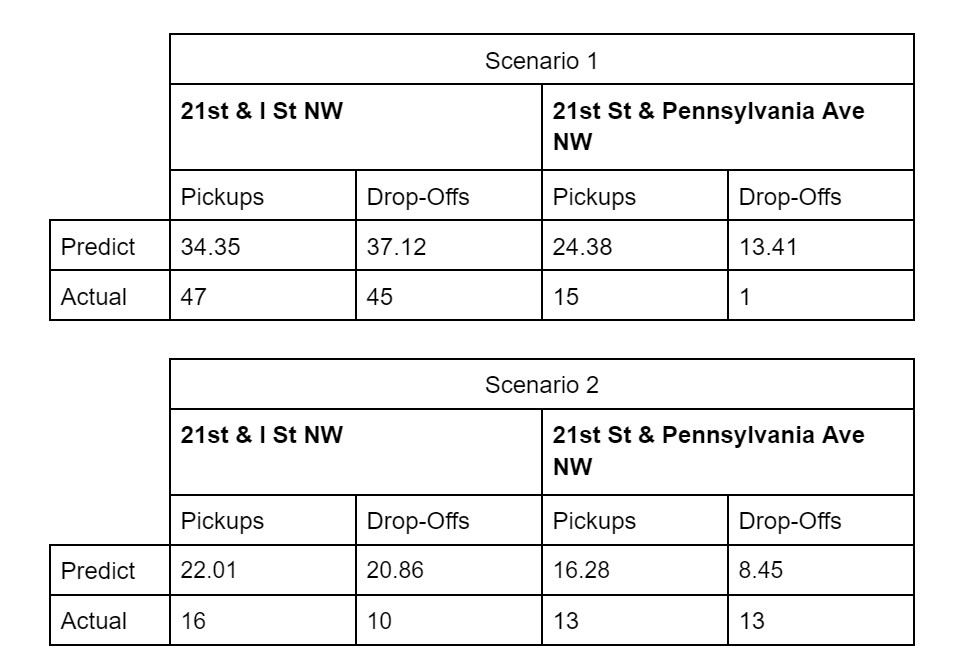 Scenario 1
21st & I St NW 21st St & Pennsylvania Ave
NW
Pickups Drop-Offs Pickups Drop-Offs
Predict 34.35 37.12 24.38 13.41
Actual 47 45 15 1
Scenario 2
21st & I St NW 21st St & Pennsylvania Ave
NW
Pickups Drop-Offs Pickups Drop-Offs
Predict 22.01 20.86 16.28 8.45
Actual 16 10 13 13